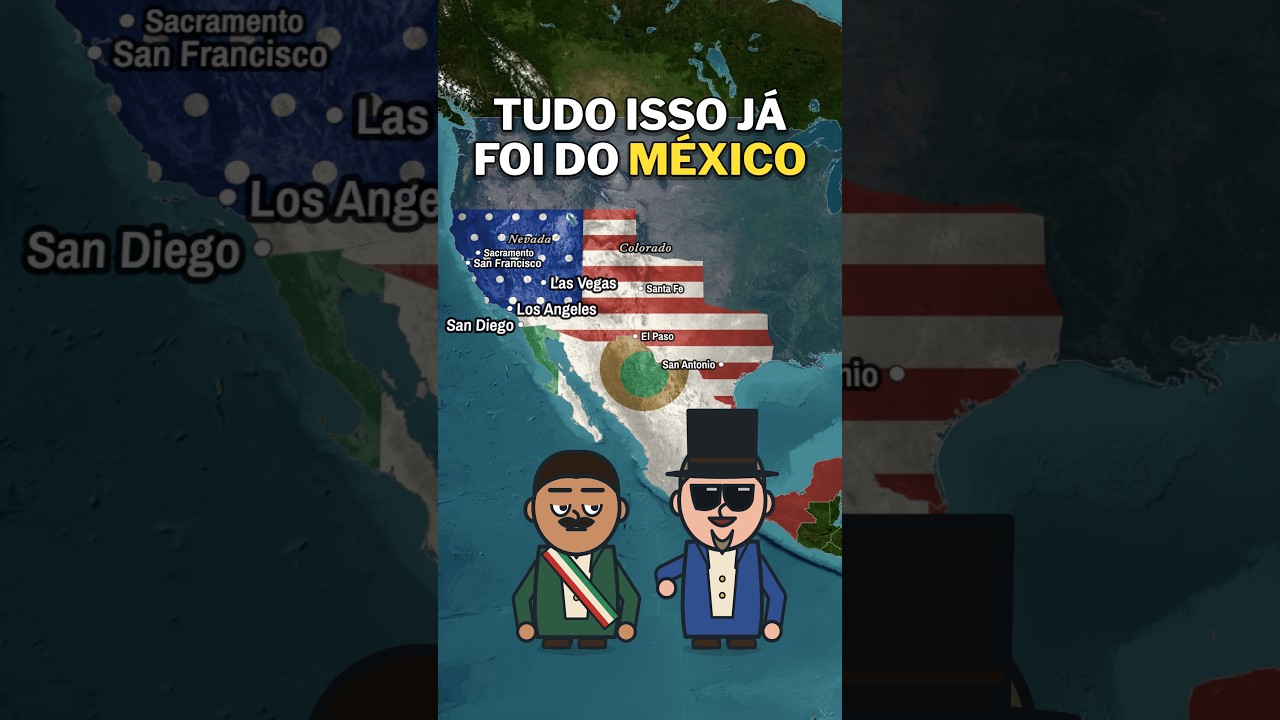 TUDO ISSO JÁ
FOI DO MÉXICO
Nevada
Colorado
Sacramento
San Francisco
Las Vegas
Santa Fe
Los Angeles
San Diego
El Paso
San Antonio
Sacramento
San Francisco
Las
Los Ange
San Diego
nio